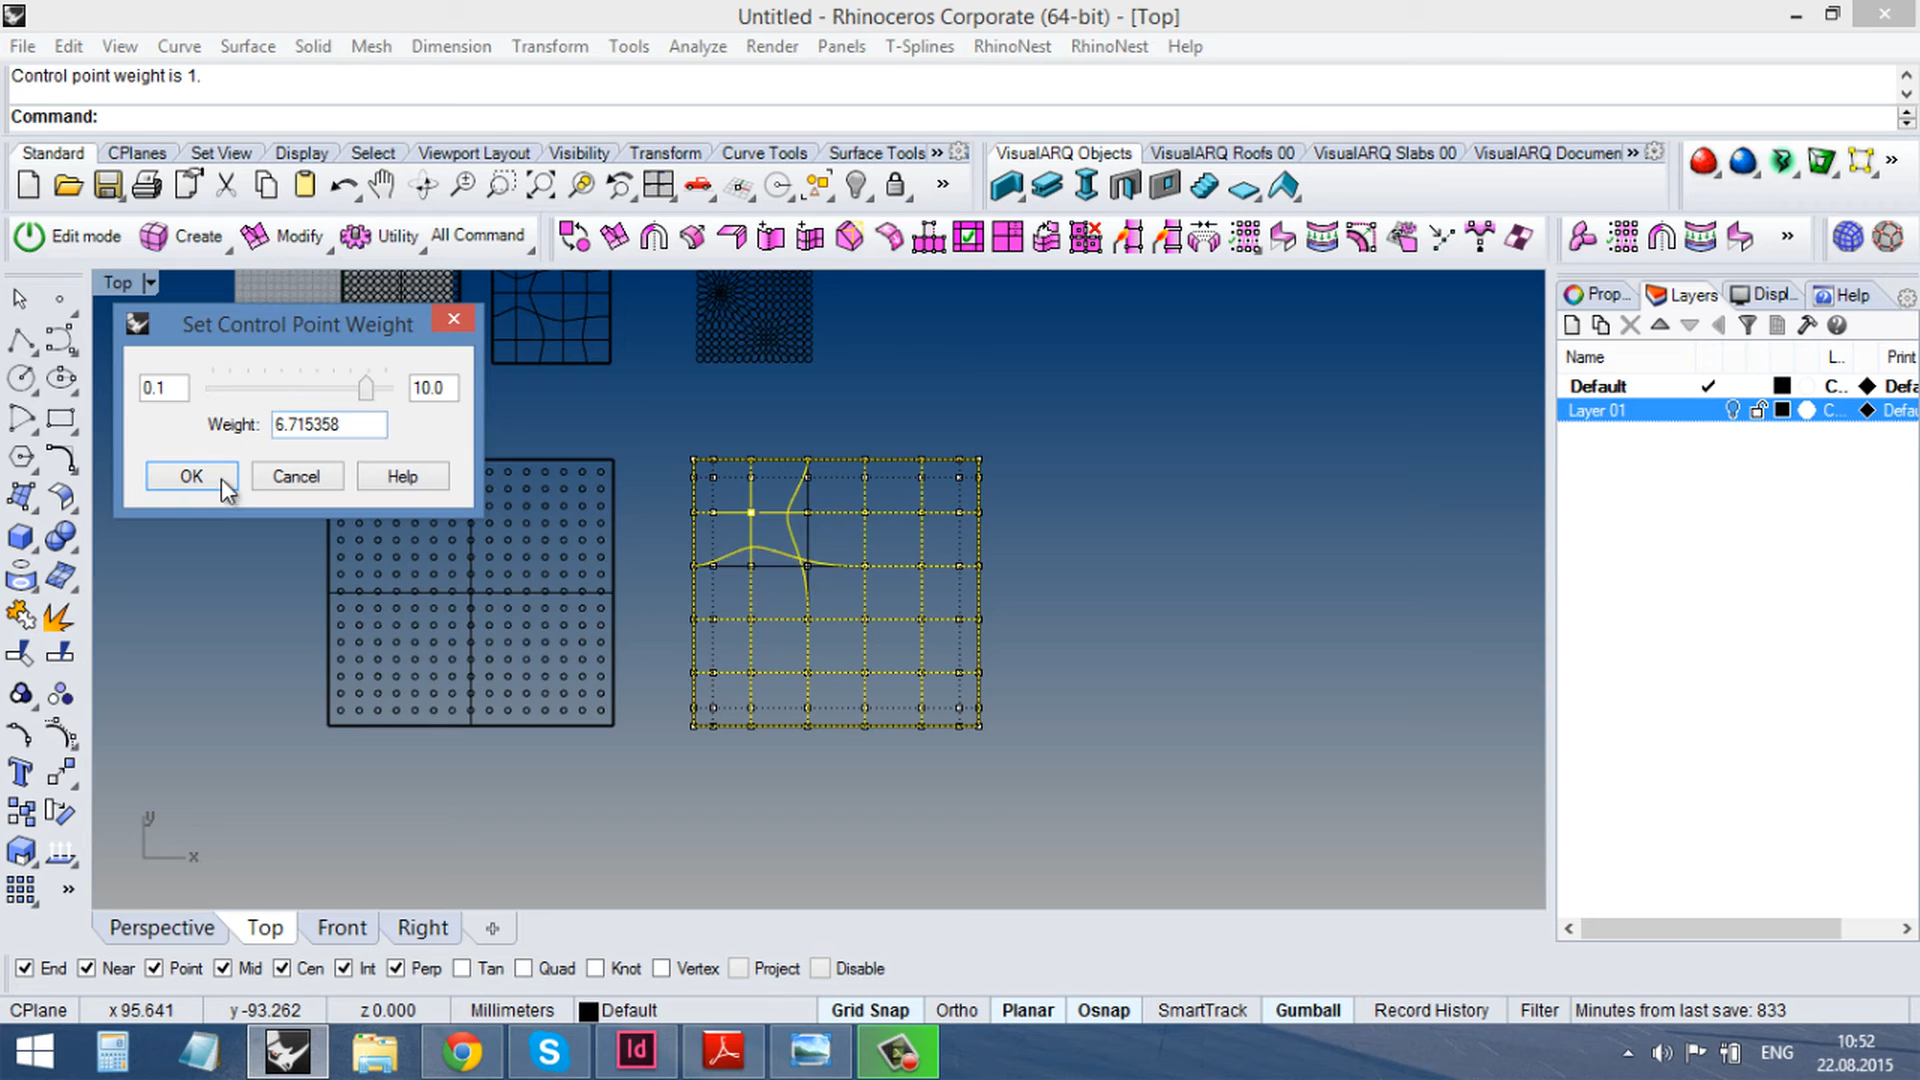 Untitled - Rhinoceros Corporate (64-bit) - [Top]
File Edit View Curve Surface Solid Mesh Dimension Transform Tools Analyze Render Panels T-Splines RhinoNest RhinoNest Help
Control point weight is 1.
Command:
Standard CPlanes Set View Display Select Viewport Layout Visibility Transform Curve Tools Surface Tools » VisualARQ Objects VisualARQ Roofs 00 VisualARQ Slabs 00 VisualARQ Documen »
Edit mode Create Modify Utility All Command
Top
Set Control Point Weight
0.1 10.0
Weight: 6.715358
OK Cancel Help
Prop... Layers Displ... Help
Name L... Print
Default C... Defa
Layer 01 C... Defau
y
x
Perspective Top Front Right
End Near Point Mid Cen Int Perp Tan Quad Knot Vertex Project Disable
CPlane x 95.641 y -93.262 z 0.000 Millimeters Default Grid Snap Ortho Planar Osnap SmartTrack Gumball Record History Filter Minutes from last save: 833
S Id ENG 10:52
22.08.2015